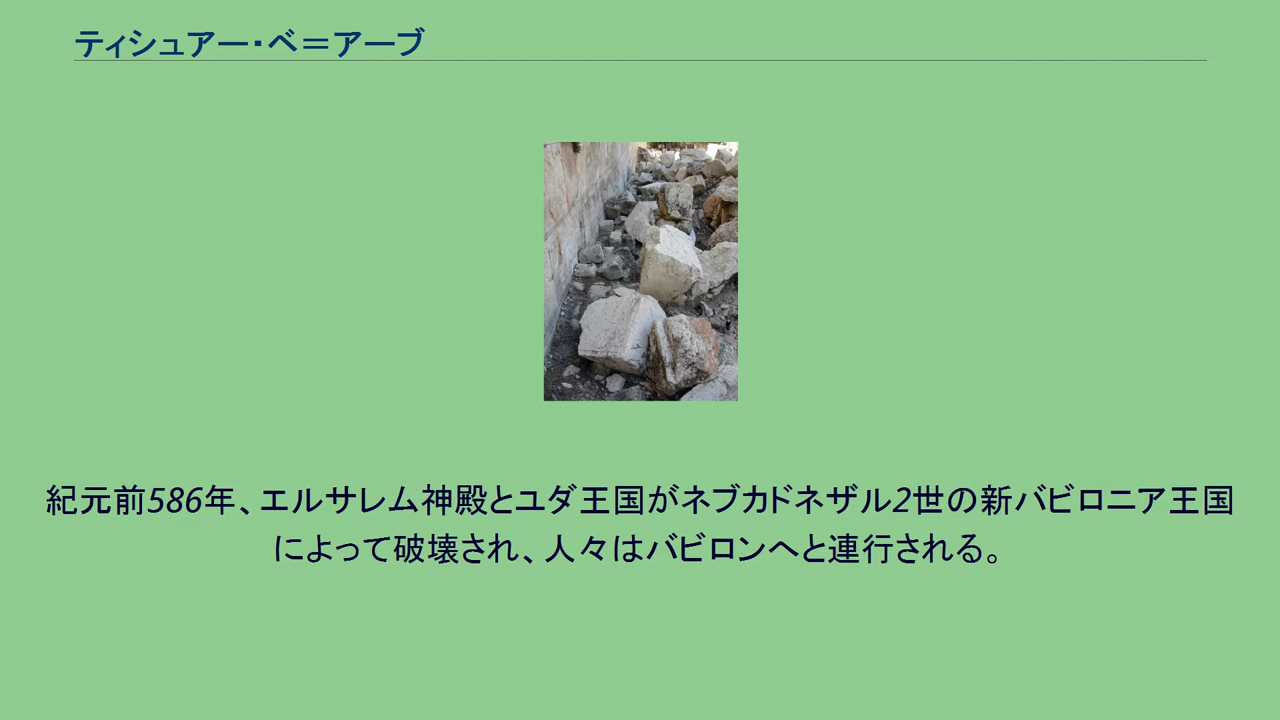 ティシュアー・ベ＝アーブ
紀元前586年、エルサレム神殿とユダ王国がネブカドネザル2世の新バビロニア王国
によって破壊され、人々はバビロンへと連行される。